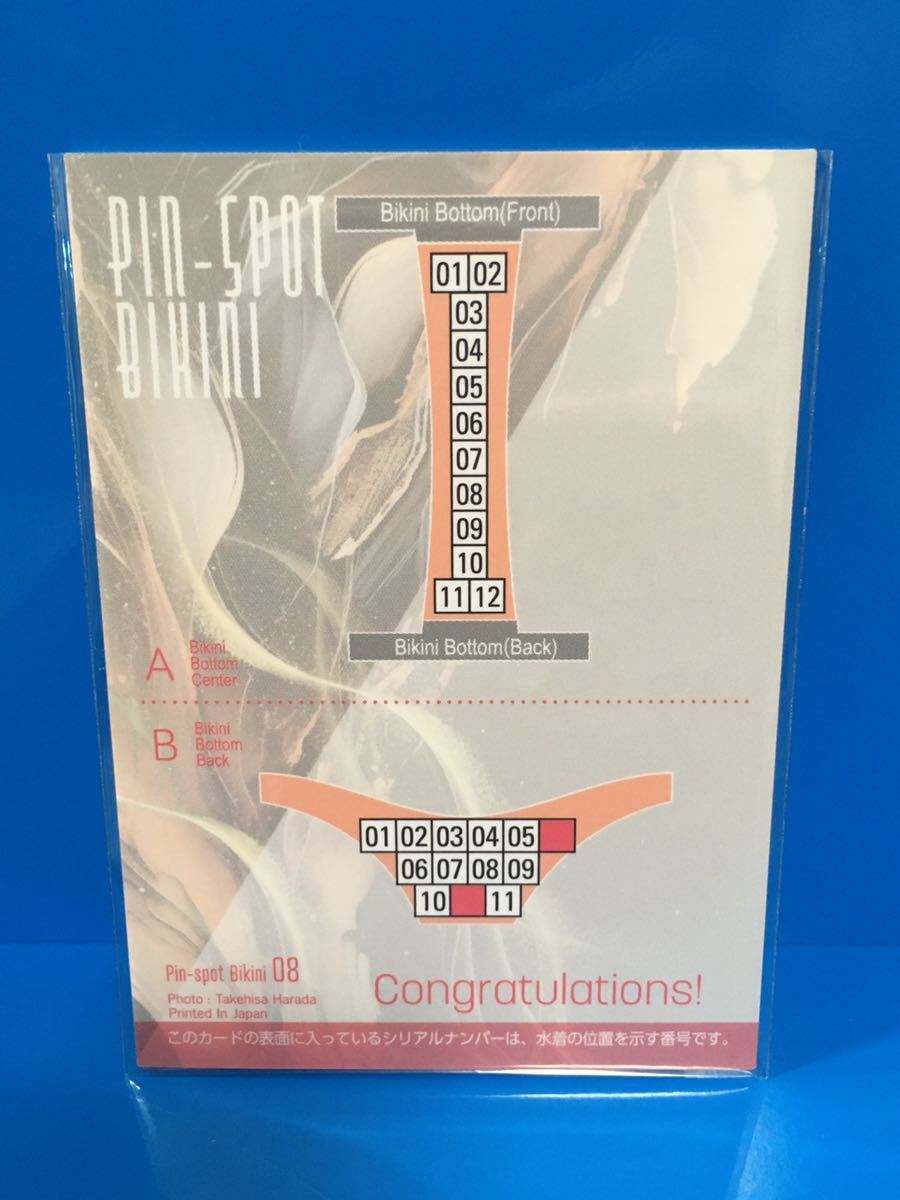 PIN-SPOT
BIKINI
Bikini Bottom(Front)
01 02
03
04
05
06
07
08
09
10
11 12
Bikini Bottom(Back)
A Bikini
Bottom
Center
B Bikini
Bottom
Back
01 02 03 04 05
06 07 08 09
10 11
Pin-spot Bikini 08
Congratulations!
Photo : Takehisa Harada
Printed In Japan
このカードの表面に入っているシリアルナンバーは、水着の位置を示す番号です。